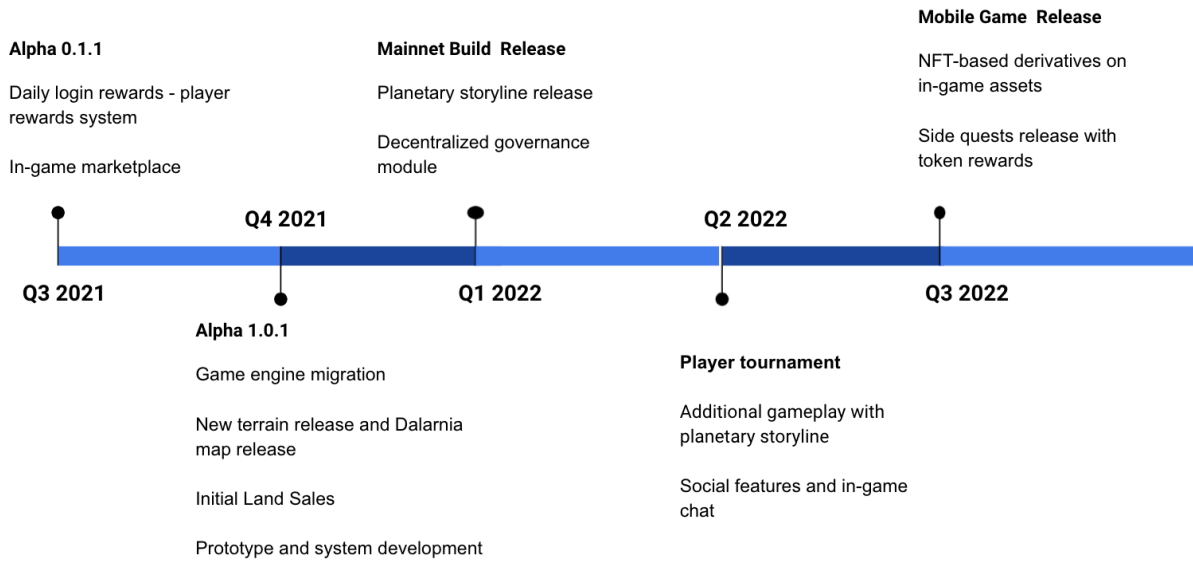 Alpha 0.1.1
Daily login rewards - player
rewards system
In-game marketplace
Mainnet Build Release
Planetary storyline release
Decentralized governance
module
Mobile Game Release
NFT-based derivatives on
in-game assets
Side quests release with
token rewards
Q4 2021
Q2 2022
Q3 2021
Q1 2022
Q3 2022
Alpha 1.0.1
Game engine migration
New terrain release and Dalarnia
map release
Initial Land Sales
Prototype and system development
Player tournament
Additional gameplay with
planetary storyline
Social features and in-game
chat